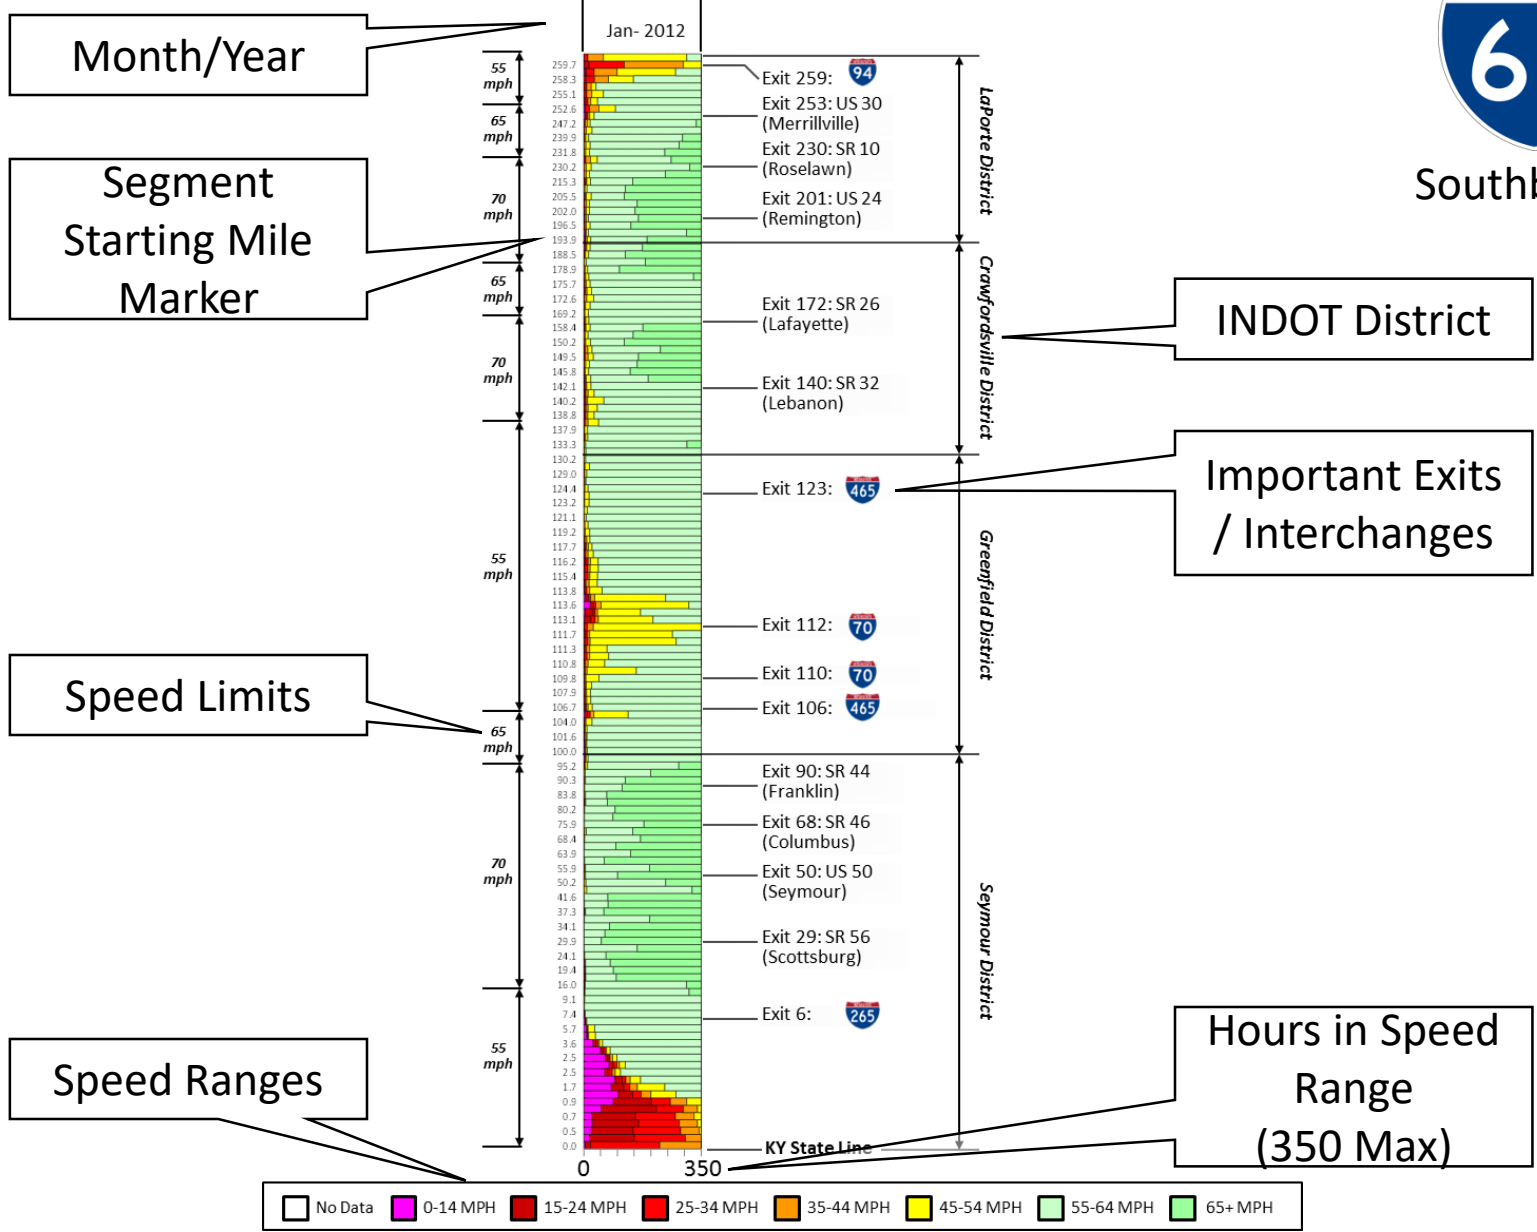 Month/Year
Segment
Starting Mile
Marker
Speed Limits
Speed Ranges
Jan- 2012
55
mph
65
mph
70
mph
65
mph
70
mph
55
mph
65
mph
70
mph
55
mph
259.7
258.3
255.1
252.6
247.2
239.9
231.8
230.2
215.3
205.5
202.0
196.5
193.9
188.5
178.9
175.7
172.6
169.2
158.4
150.2
149.5
145.8
142.1
140.2
138.8
137.9
133.3
130.2
129.0
124.4
123.2
121.1
119.2
117.7
116.2
115.4
113.8
113.6
113.1
111.7
111.3
110.8
109.8
107.9
106.7
104.0
101.6
100.0
95.2
90.3
83.8
80.2
75.9
68.4
63.9
55.9
50.2
41.6
37.3
34.1
29.9
24.1
19.4
16.0
9.1
7.4
5.7
3.6
2.5
2.5
1.7
0.9
0.7
0.5
0.0
0
350
Exit 259: 94
Exit 253: US 30
(Merrillville)
Exit 230: SR 10
(Roselawn)
Exit 201: US 24
(Remington)
Exit 172: SR 26
(Lafayette)
Exit 140: SR 32
(Lebanon)
Exit 123: 465
Exit 112: 70
Exit 110: 70
Exit 106: 465
Exit 90: SR 44
(Franklin)
Exit 68: SR 46
(Columbus)
Exit 50: US 50
(Seymour)
Exit 29: SR 56
(Scottsburg)
Exit 6: 265
KY State Line
LaPorte District
Crawfordsville District
Greenfield District
Seymour District
6
Southb
INDOT District
Important Exits
/ Interchanges
Hours in Speed
Range
(350 Max)
No Data
0-14 MPH
15-24 MPH
25-34 MPH
35-44 MPH
45-54 MPH
55-64 MPH
65+ MPH